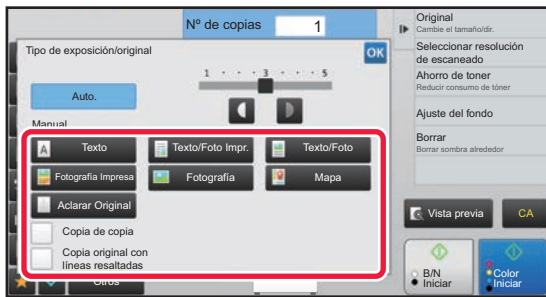 Nº de copias
1
Tipo de exposición/original
OK
1 · · · 3 · · · 5
Auto.
Manual
A
Texto
Texto/Foto Impr.
Texto/Foto
Fotografía Impresa
Fotografía
Mapa
Aclarar Original
Copia de copia
Copia original con
líneas resaltadas
Otros
Original
Cambie el tamaño/dir.
Seleccionar resolución
de escaneado
Ahorro de toner
Reducir consumo de tóner
Ajuste del fondo
Borrar
Borrar sombra alrededor
Vista previa
CA
B/N
Iniciar
Color
Iniciar